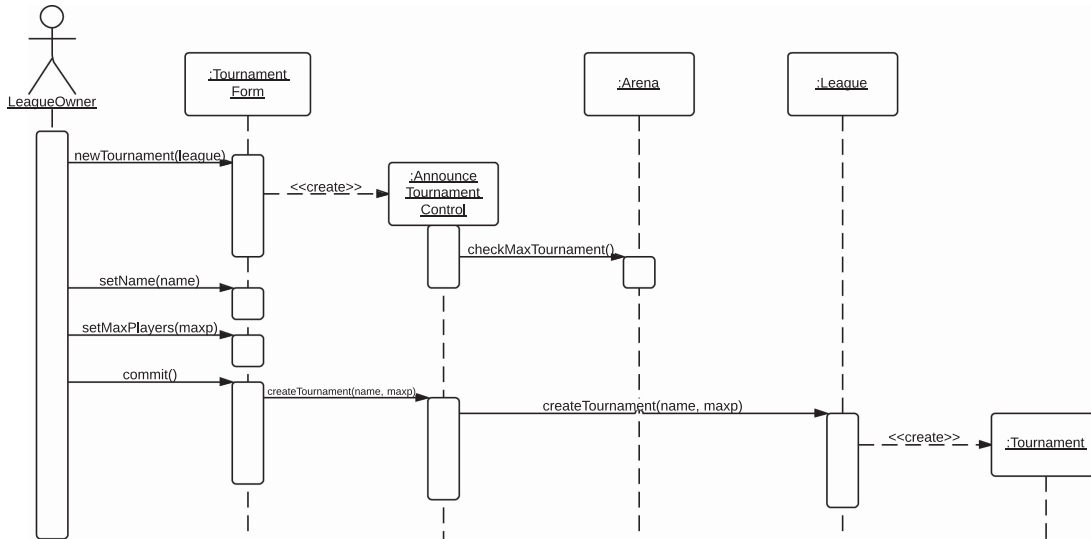 LeagueOwner
:Tournament
Form
:Arena
:League
newTournament(league)
<<create>>
:Announce
Tournament
Control
checkMaxTournament()
setName(name)
setMaxPlayers(maxp)
commit()
createTournament(name, maxp)
createTournament(name, maxp)
<<create>>
:Tournament